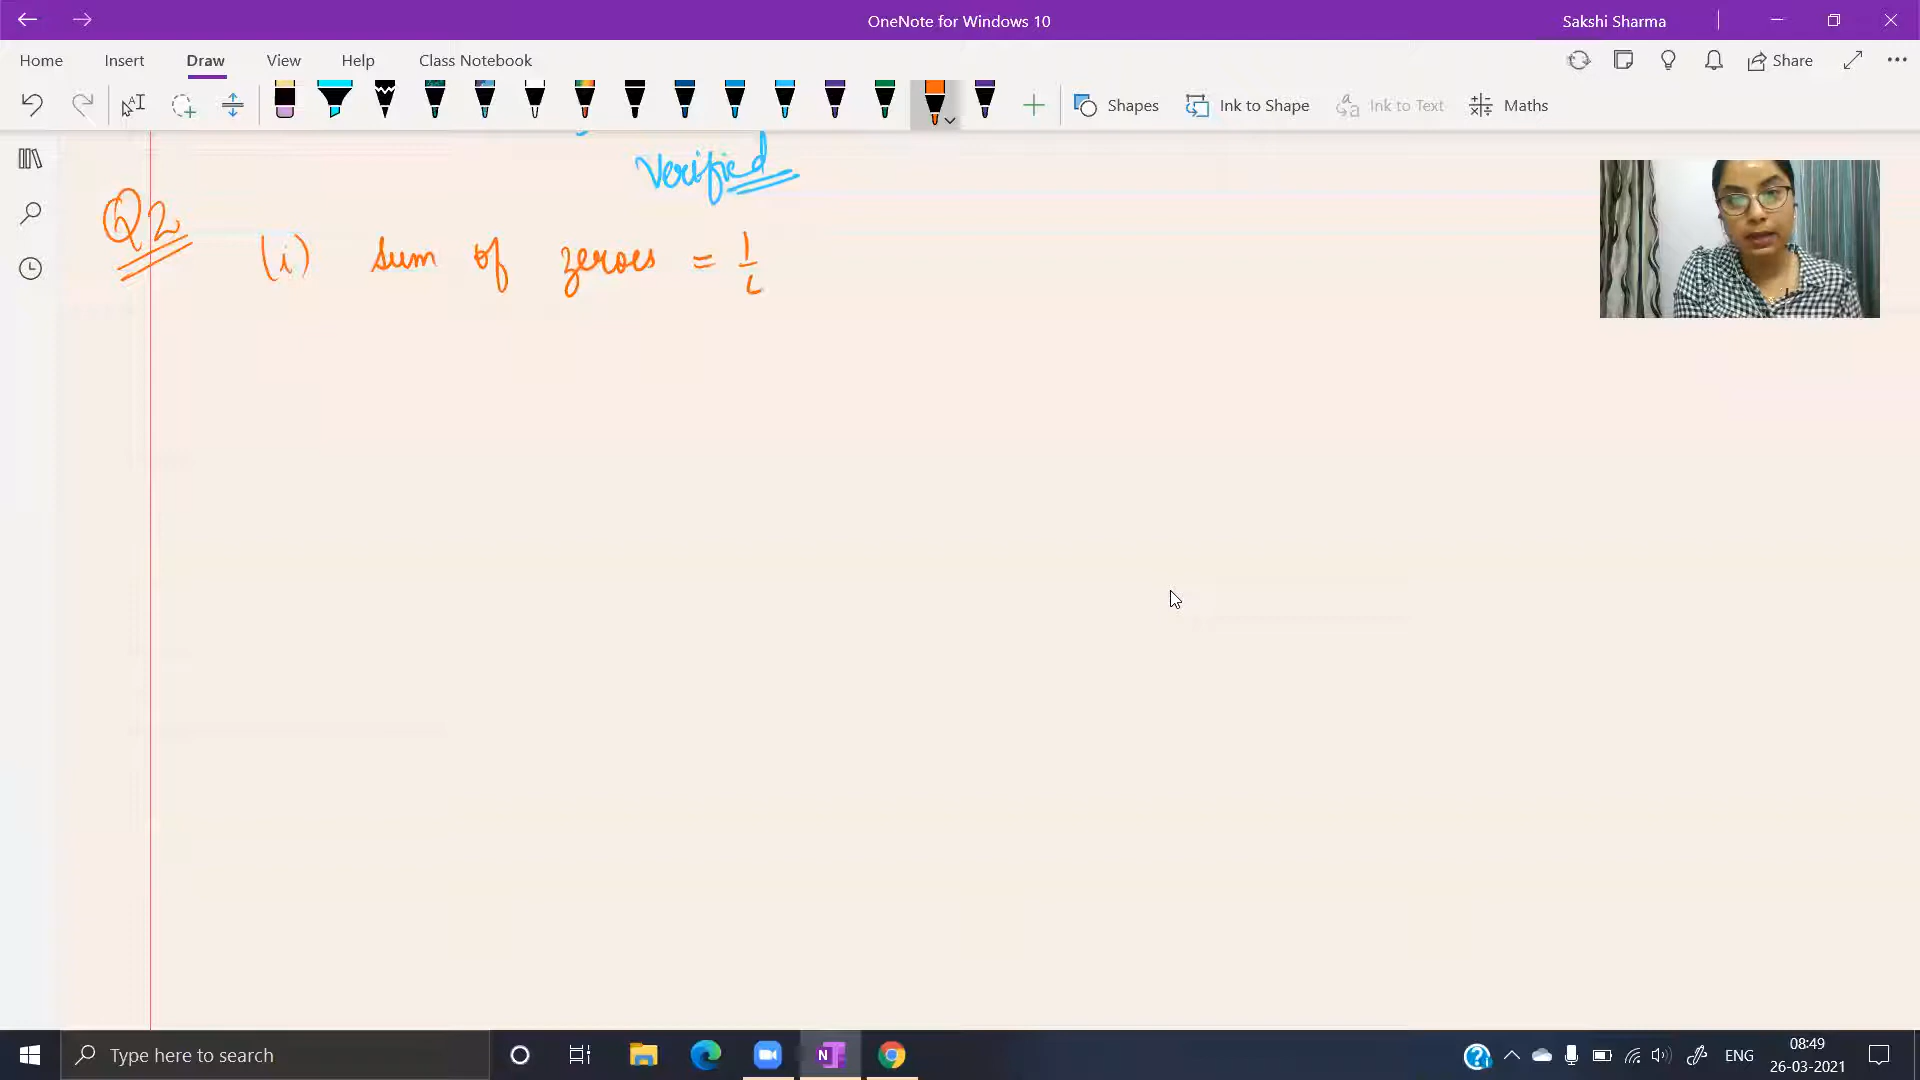 OneNote for Windows 10 Sakshi Sharma
Home Insert Draw View Help Class Notebook Share
Shapes Ink to Shape Ink to Text Maths
Verified
Q2
(i) Sum of zeroes = 1/
Type here to search ENG 08:49
26-03-2021